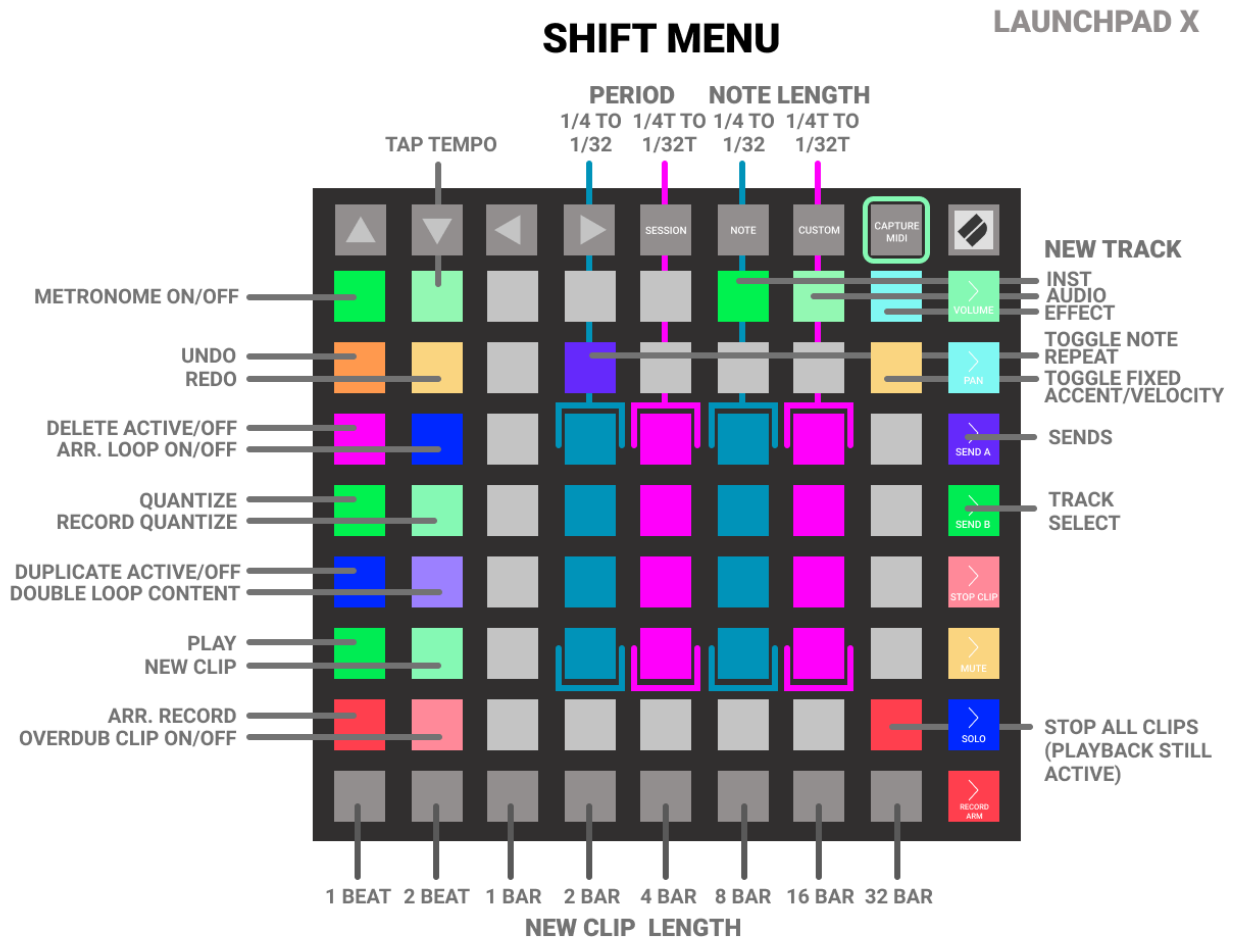 LAUNCHPAD X
SHIFT MENU
PERIOD
NOTE LENGTH
1/4 TO
1/32
1/4T TO
1/32T
1/4 TO
1/32
1/4T TO
1/32T
TAP TEMPO
SESSION
NOTE
CUSTOM
CAPTURE
MIDI
NEW TRACK
INST
AUDIO
EFFECT
METRONOME ON/OFF
VOLUME
UNDO
REDO
TOGGLE NOTE
REPEAT
PAN
TOGGLE FIXED
ACCENT/VELOCITY
DELETE ACTIVE/OFF
ARR. LOOP ON/OFF
SEND A
SENDS
QUANTIZE
RECORD QUANTIZE
SEND B
TRACK
SELECT
DUPLICATE ACTIVE/OFF
DOUBLE LOOP CONTENT
STOP CLIP
PLAY
NEW CLIP
MUTE
ARR. RECORD
OVERDUB CLIP ON/OFF
SOLO
STOP ALL CLIPS
(PLAYBACK STILL
ACTIVE)
RECORD
ARM
1 BEAT
2 BEAT
1 BAR
2 BAR
4 BAR
8 BAR
16 BAR
32 BAR
NEW CLIP LENGTH